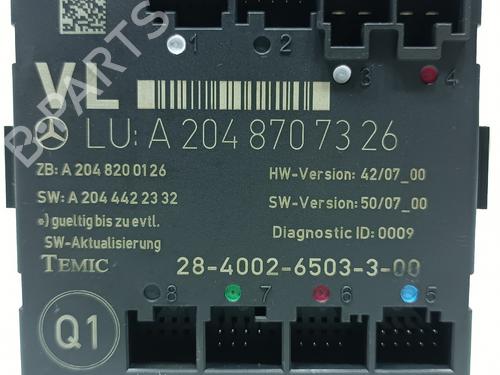 1
2
3
4
VL
LU: A 204 870 73 26
ZB: A 204 820 01 26
HW-Version: 42/07_00
SW: A 204 442 23 32
SW-Version: 50/07_00
*) gueltig bis zu evtl.
SW-Aktualisierung
Diagnostic ID: 0009
TEMIC
28-4002-6503-3-00
8
7
6
5
Q1
B-PARTS